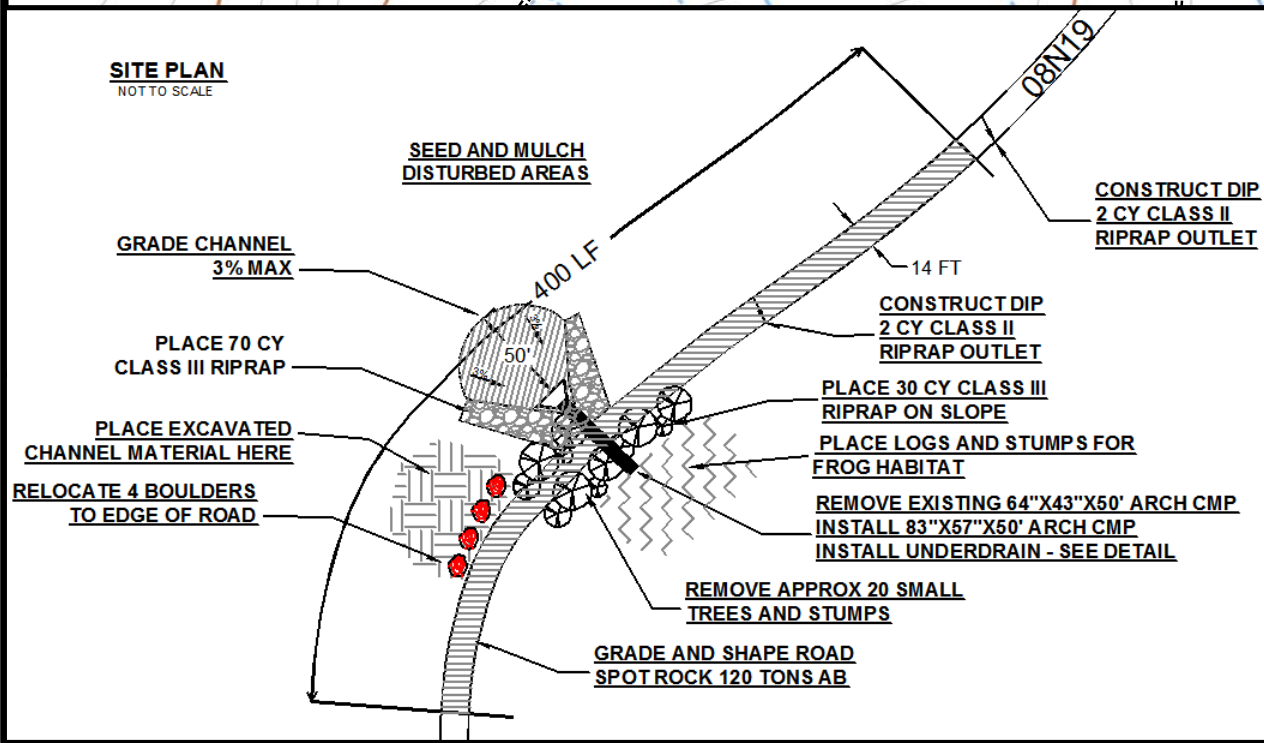 SITE PLAN
NOT TO SCALE
08N19
SEED AND MULCH
DISTURBED AREAS
CONSTRUCT DIP
2 CY CLASS II
RIPRAP OUTLET
GRADE CHANNEL
3% MAX
400 LF
14 FT
CONSTRUCT DIP
2 CY CLASS II
RIPRAP OUTLET
3%
50'
3%
PLACE 70 CY
CLASS III RIPRAP
PLACE 30 CY CLASS III
RIPRAP ON SLOPE
PLACE EXCAVATED
CHANNEL MATERIAL HERE
PLACE LOGS AND STUMPS FOR
FROG HABITAT
RELOCATE 4 BOULDERS
TO EDGE OF ROAD
REMOVE EXISTING 64"X43"X50' ARCH CMP
INSTALL 83"X57"X50' ARCH CMP
INSTALL UNDERDRAIN - SEE DETAIL
REMOVE APPROX 20 SMALL
TREES AND STUMPS
GRADE AND SHAPE ROAD
SPOT ROCK 120 TONS AB